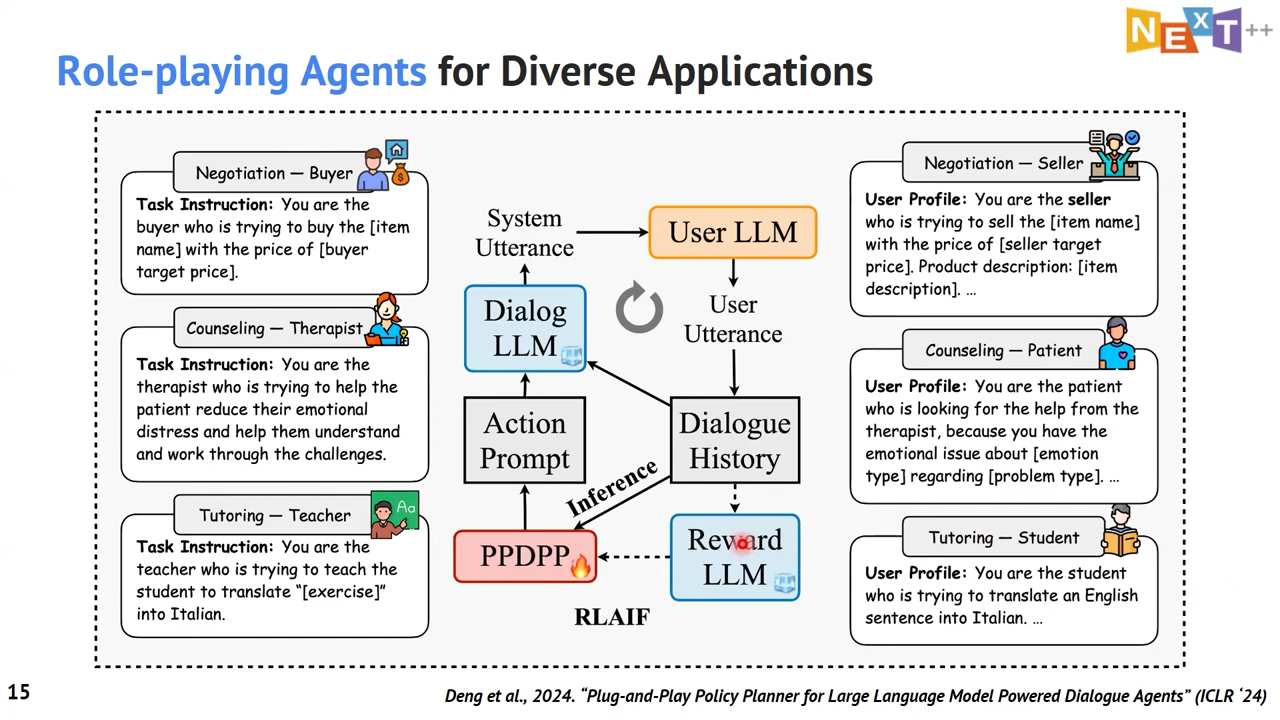 NExT++
Role-playing Agents for Diverse Applications
Negotiation — Buyer
Task Instruction: You are the
buyer who is trying to buy the [item
name] with the price of [buyer
target price].
Counseling — Therapist
Task Instruction: You are the
therapist who is trying to help the
patient reduce their emotional
distress and help them understand
and work through the challenges.
Tutoring — Teacher
Aa
Task Instruction: You are the
teacher who is trying to teach the
student to translate “[exercise]”
into Italian.
System
Utterance
User LLM
Dialog
LLM
User
Utterance
Action
Prompt
Dialogue
History
Inference
PPDPP
Reward
LLM
RLAIF
Negotiation — Seller
User Profile: You are the seller
who is trying to sell the [item name]
with the price of [seller target
price]. Product description: [item
description]. …
Counseling — Patient
User Profile: You are the patient
who is looking for the help from the
therapist, because you have the
emotional issue about [emotion
type] regarding [problem type]. …
Tutoring — Student
User Profile: You are the student
who is trying to translate an English
sentence into Italian. …
15
Deng et al., 2024. “Plug-and-Play Policy Planner for Large Language Model Powered Dialogue Agents” (ICLR ‘24)